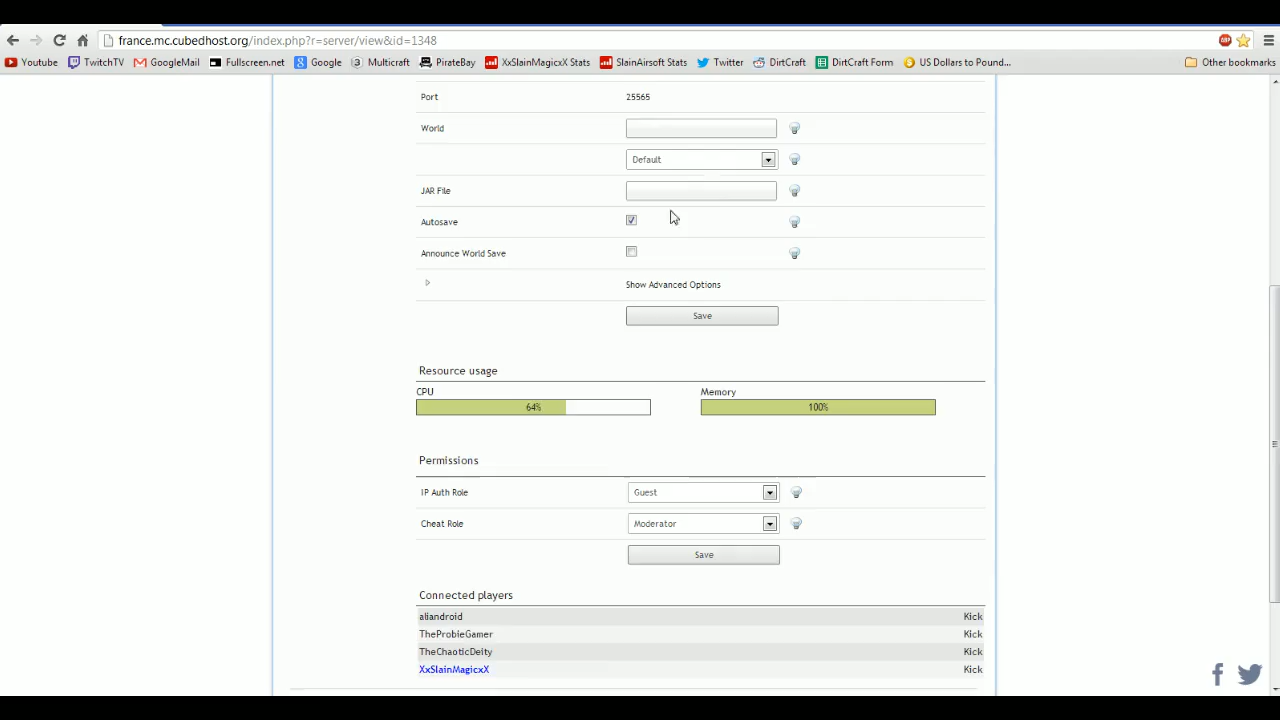 france.mc.cubedhost.org/index.php?r=server/view&id=1348
Youtube TwitchTV GoogleMail Fullscreen.net Google Multicraft PirateBay XxSlainMagicxX Stats SlainAirsoft Stats Twitter DirtCraft DirtCraft Form US Dollars to Pound... Other bookmarks
Port 25565
World
Default
JAR File
Autosave
Announce World Save
Show Advanced Options
Save
Resource usage
CPU Memory
64% 100%
Permissions
IP Auth Role Guest
Cheat Role Moderator
Save
Connected players
aliandroid Kick
TheProbleGamer Kick
TheChaoticDeity Kick
XxSlainMagicxX Kick